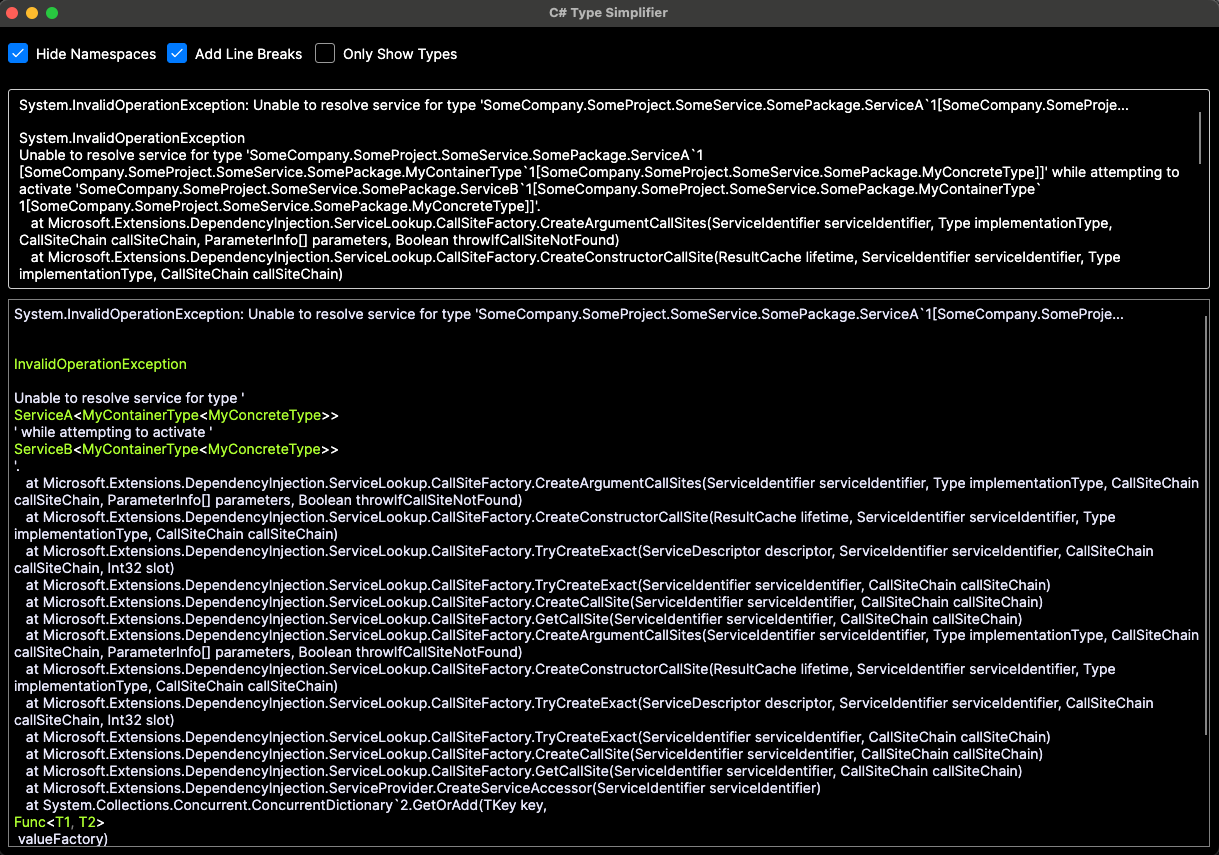 C# Type Simplifier
Hide Namespaces
Add Line Breaks
Only Show Types
System.InvalidOperationException: Unable to resolve service for type 'SomeCompany.SomeProject.SomeService.SomePackage.ServiceA`1[SomeCompany.SomeProje...
System.InvalidOperationException
Unable to resolve service for type 'SomeCompany.SomeProject.SomeService.SomePackage.ServiceA`1
[SomeCompany.SomeProject.SomeService.SomePackage.MyContainerType`1[SomeCompany.SomeProject.SomeService.SomePackage.MyConcreteType]]' while attempting to
activate 'SomeCompany.SomeProject.SomeService.SomePackage.ServiceB`1[SomeCompany.SomeProject.SomeService.SomePackage.MyContainerType`
1[SomeCompany.SomeProject.SomeService.SomePackage.MyConcreteType]]'.
at Microsoft.Extensions.DependencyInjection.ServiceLookup.CallSiteFactory.CreateArgumentCallSites(ServiceIdentifier serviceIdentifier, Type implementationType,
CallSiteChain callSiteChain, ParameterInfo[] parameters, Boolean throwIfCallSiteNotFound)
at Microsoft.Extensions.DependencyInjection.ServiceLookup.CallSiteFactory.CreateConstructorCallSite(ResultCache lifetime, ServiceIdentifier serviceIdentifier, Type
implementationType, CallSiteChain callSiteChain)
System.InvalidOperationException: Unable to resolve service for type 'SomeCompany.SomeProject.SomeService.SomePackage.ServiceA`1[SomeCompany.SomeProje...
InvalidOperationException
Unable to resolve service for type '
ServiceA<MyContainerType<MyConcreteType>>
' while attempting to activate '
ServiceB<MyContainerType<MyConcreteType>>
'.
at Microsoft.Extensions.DependencyInjection.ServiceLookup.CallSiteFactory.CreateArgumentCallSites(ServiceIdentifier serviceIdentifier, Type implementationType, CallSiteChain
callSiteChain, ParameterInfo[] parameters, Boolean throwIfCallSiteNotFound)
at Microsoft.Extensions.DependencyInjection.ServiceLookup.CallSiteFactory.CreateConstructorCallSite(ResultCache lifetime, ServiceIdentifier serviceIdentifier, Type
implementationType, CallSiteChain callSiteChain)
at Microsoft.Extensions.DependencyInjection.ServiceLookup.CallSiteFactory.TryCreateExact(ServiceDescriptor descriptor, ServiceIdentifier serviceIdentifier, CallSiteChain
callSiteChain, Int32 slot)
at Microsoft.Extensions.DependencyInjection.ServiceLookup.CallSiteFactory.TryCreateExact(ServiceIdentifier serviceIdentifier, CallSiteChain callSiteChain)
at Microsoft.Extensions.DependencyInjection.ServiceLookup.CallSiteFactory.CreateCallSite(ServiceIdentifier serviceIdentifier, CallSiteChain callSiteChain)
at Microsoft.Extensions.DependencyInjection.ServiceLookup.CallSiteFactory.GetCallSite(ServiceIdentifier serviceIdentifier, CallSiteChain callSiteChain)
at Microsoft.Extensions.DependencyInjection.ServiceLookup.CallSiteFactory.CreateArgumentCallSites(ServiceIdentifier serviceIdentifier, Type implementationType, CallSiteChain
callSiteChain, ParameterInfo[] parameters, Boolean throwIfCallSiteNotFound)
at Microsoft.Extensions.DependencyInjection.ServiceLookup.CallSiteFactory.CreateConstructorCallSite(ResultCache lifetime, ServiceIdentifier serviceIdentifier, Type
implementationType, CallSiteChain callSiteChain)
at Microsoft.Extensions.DependencyInjection.ServiceLookup.CallSiteFactory.TryCreateExact(ServiceDescriptor descriptor, ServiceIdentifier serviceIdentifier, CallSiteChain
callSiteChain, Int32 slot)
at Microsoft.Extensions.DependencyInjection.ServiceLookup.CallSiteFactory.TryCreateExact(ServiceIdentifier serviceIdentifier, CallSiteChain callSiteChain)
at Microsoft.Extensions.DependencyInjection.ServiceLookup.CallSiteFactory.CreateCallSite(ServiceIdentifier serviceIdentifier, CallSiteChain callSiteChain)
at Microsoft.Extensions.DependencyInjection.ServiceLookup.CallSiteFactory.GetCallSite(ServiceIdentifier serviceIdentifier, CallSiteChain callSiteChain)
at Microsoft.Extensions.DependencyInjection.ServiceProvider.CreateServiceAccessor(ServiceIdentifier serviceIdentifier)
at System.Collections.Concurrent.ConcurrentDictionary`2.GetOrAdd(TKey key,
Func<T1, T2>
valueFactory)